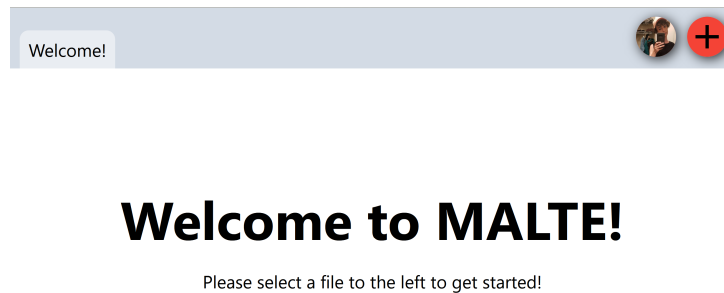 Welcome!
Welcome to MALTE!
Please select a file to the left to get started!